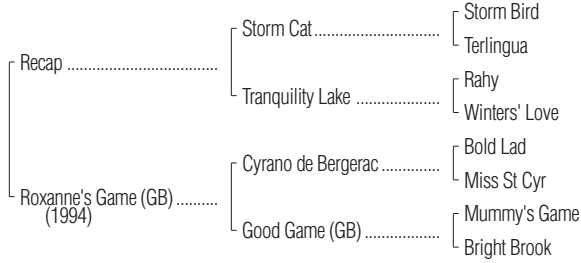 Storm Bird
Storm Cat..................................
Terlingua
Recap ....................................
Rahy
Tranquility Lake ......................
Winters' Love
Bold Lad
Cyrano de Bergerac...............
Miss St Cyr
Roxanne's Game (GB)..........
(1994)
Mummy's Game
Good Game (GB) ...................
Bright Brook